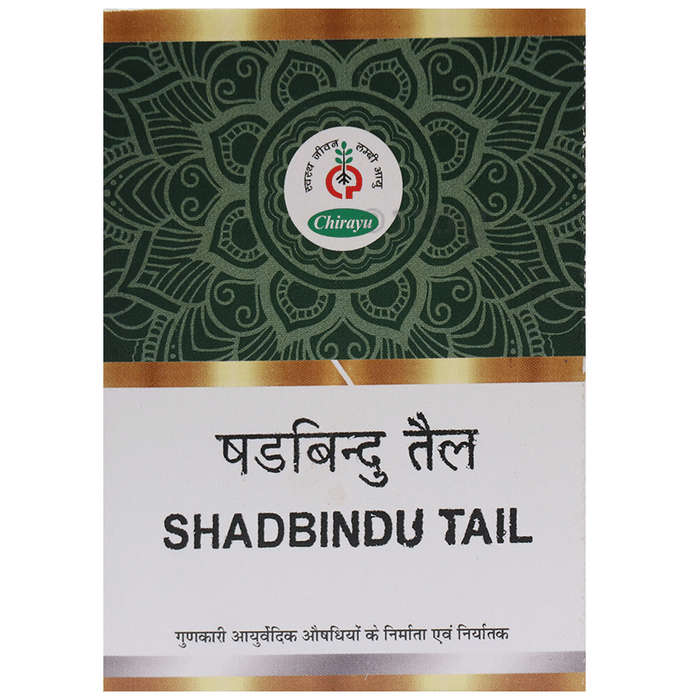 स्वस्थ जीवन लम्बी आयु
Chirayu
षडबिन्दु तैल
SHADBINDU TAIL
गुणकारी आयुर्वेदिक औषधियों के निर्माता एवं निर्यातक